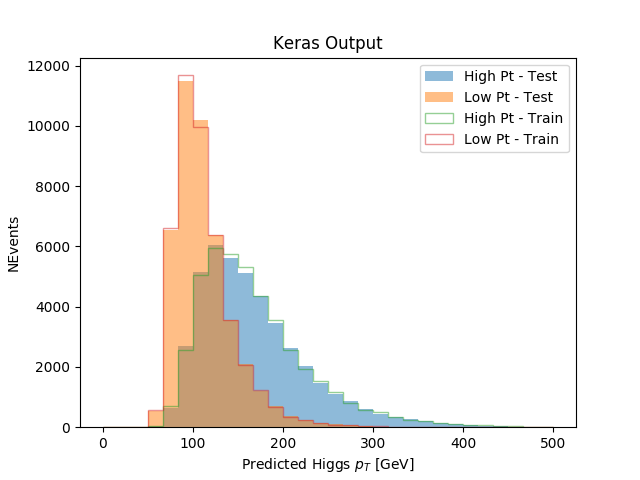 Keras Output
12000
10000
8000
6000
4000
2000
0
NEvents
High Pt - Test
Low Pt - Test
High Pt - Train
Low Pt - Train
0 100 200 300 400 500
Predicted Higgs $p_T$ [GeV]